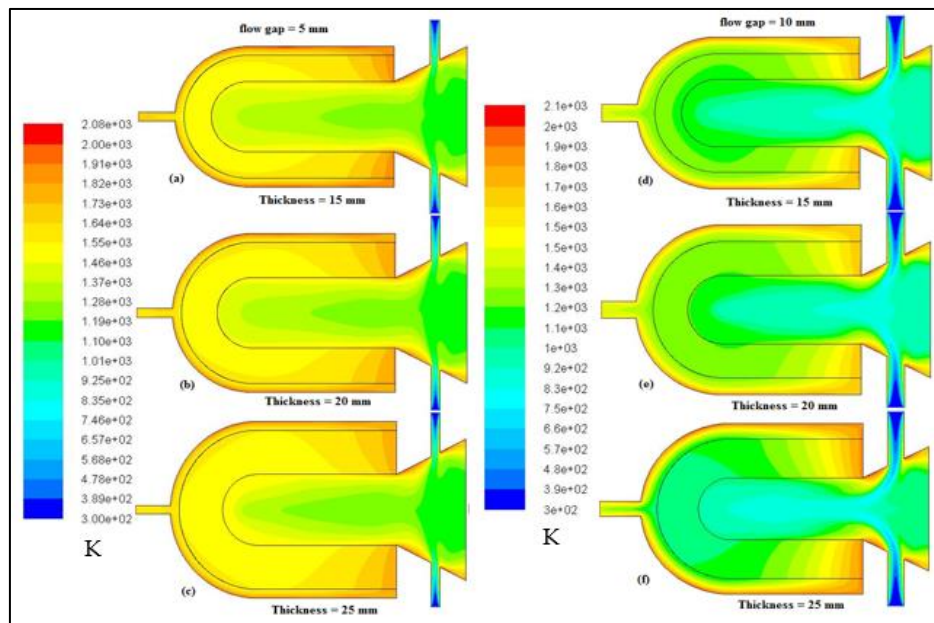 flow gap = 5 mm
2.08e+03
2.00e+03
1.91e+03
1.82e+03
1.73e+03
1.64e+03
1.55e+03
1.46e+03
1.37e+03
1.28e+03
1.19e+03
1.10e+03
1.01e+03
9.25e+02
8.35e+02
7.46e+02
6.57e+02
5.68e+02
4.78e+02
3.89e+02
3.00e+02
K
(a)
Thickness = 15 mm
(b)
Thickness = 20 mm
(c)
Thickness = 25 mm
flow gap = 10 mm
2.1e+03
2e+03
1.9e+03
1.8e+03
1.7e+03
1.6e+03
1.5e+03
1.5e+03
1.4e+03
1.3e+03
1.2e+03
1.1e+03
1e+03
9.2e+02
8.3e+02
7.5e+02
6.6e+02
5.7e+02
4.8e+02
3.9e+02
3e+02
K
(d)
Thickness = 15 mm
(e)
Thickness = 20 mm
(f)
Thickness = 25 mm